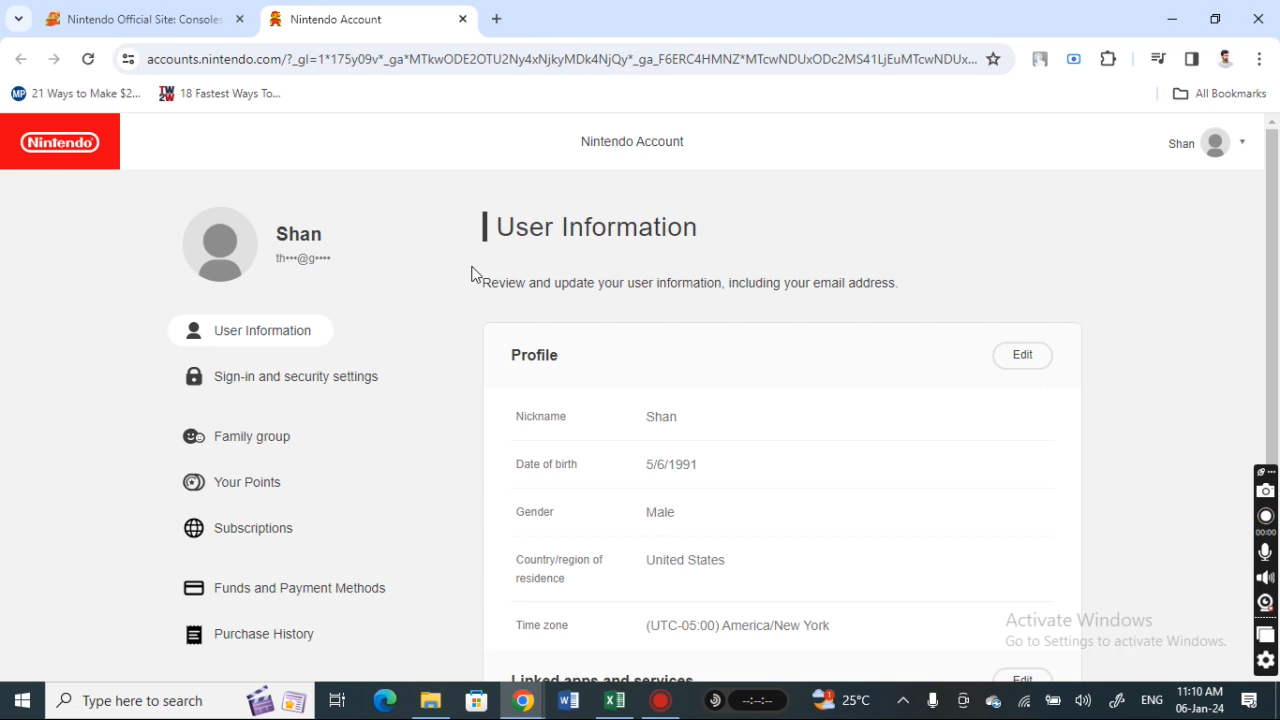 Nintendo Official Site: Consoles
Nintendo Account
accounts.nintendo.com/?_gl=1*175y09v*_ga*MTkwODE2OTU2Ny4xNjkyMDk4NjQy*_ga_F6ERC4HMNZ*MTcwNDUxODc2MS41LjEuMTcwNDUx...
21 Ways to Make $2...
18 Fastest Ways To...
All Bookmarks
Nintendo
Nintendo Account
Shan
Shan
th•••@g••••
User Information
Review and update your user information, including your email address.
User Information
Sign-in and security settings
Family group
Your Points
Subscriptions
Funds and Payment Methods
Purchase History
Profile
Edit
Nickname Shan
Date of birth 5/6/1991
Gender Male
Country/region of
residence
United States
Time zone (UTC-05:00) America/New York
Linked apps and services
Edit
00:00
Activate Windows
Go to Settings to activate Windows.
Type here to search
--:--:--
1
25°C
ENG
11:10 AM
06-Jan-24